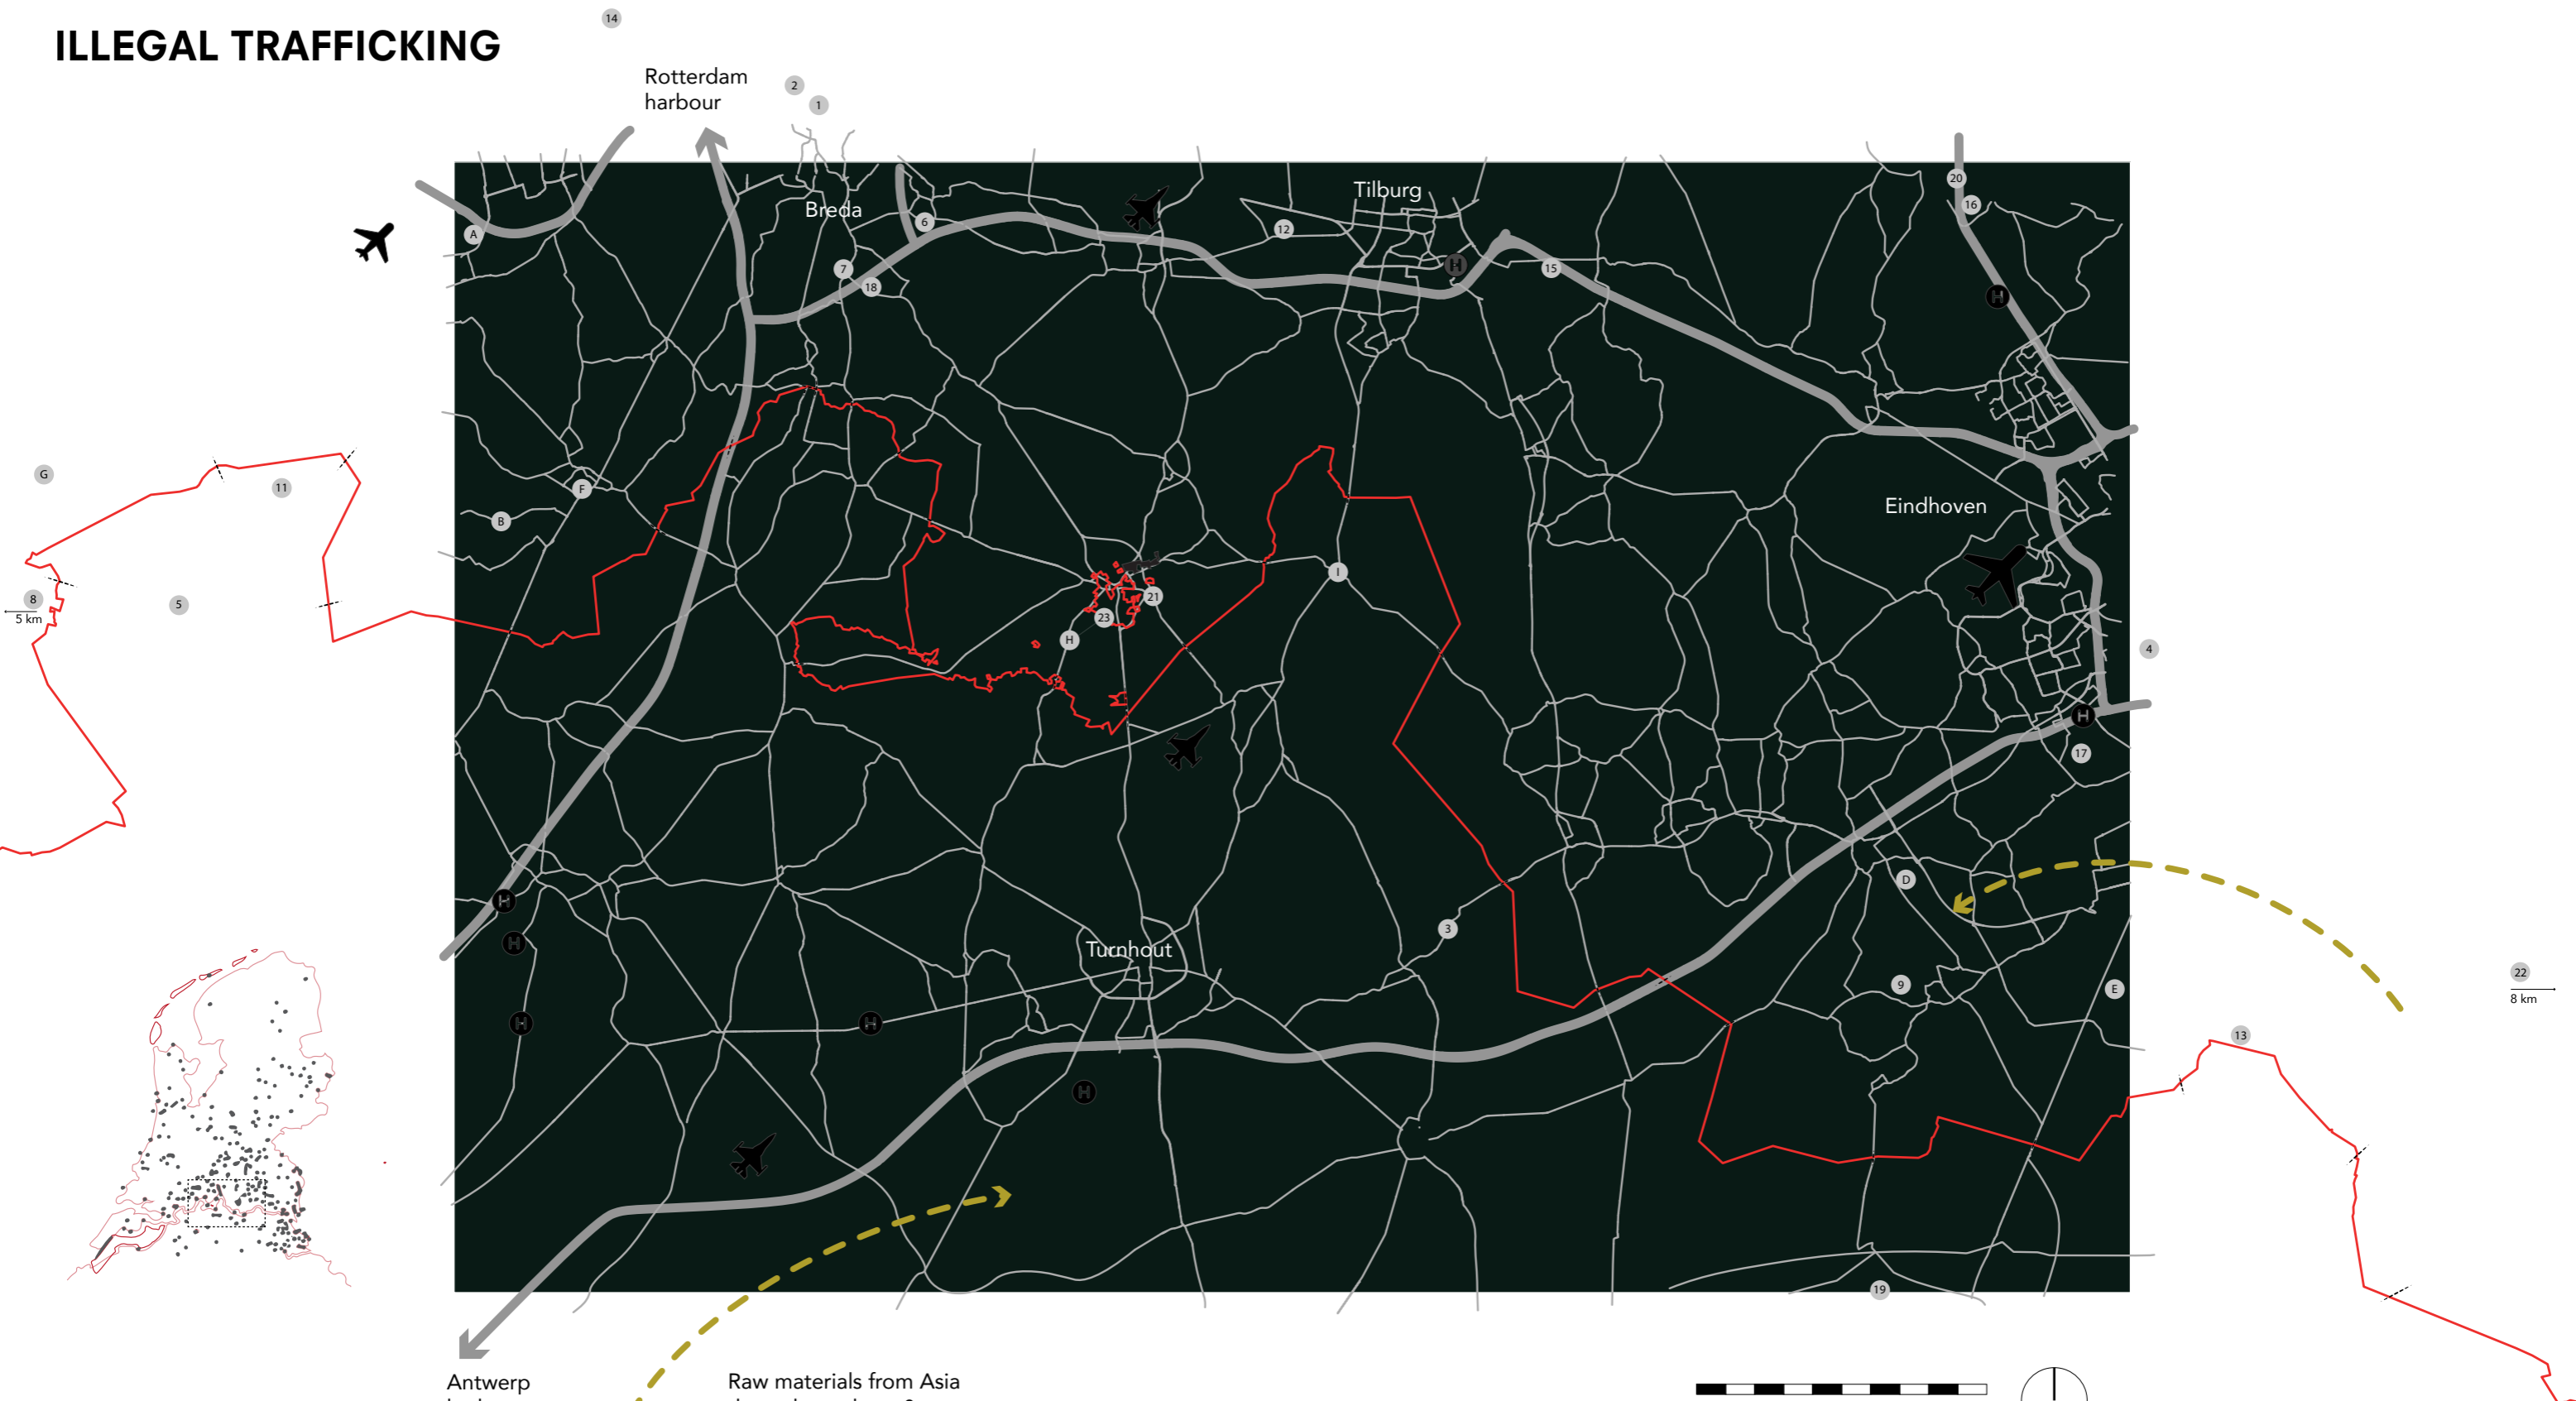 14
ILLEGAL TRAFFICKING
Rotterdam
harbour
2
1
20
16
Tilburg
Breda
6
12
A
7
18
H
15
H
G
11
F
B
Eindhoven
I
8
5 km
5
21
23
H
4
H
17
D
H
3
H
Turnhout
22
8 km
9
E
H
H
13
H
19
Antwerp
Raw materials from Asia